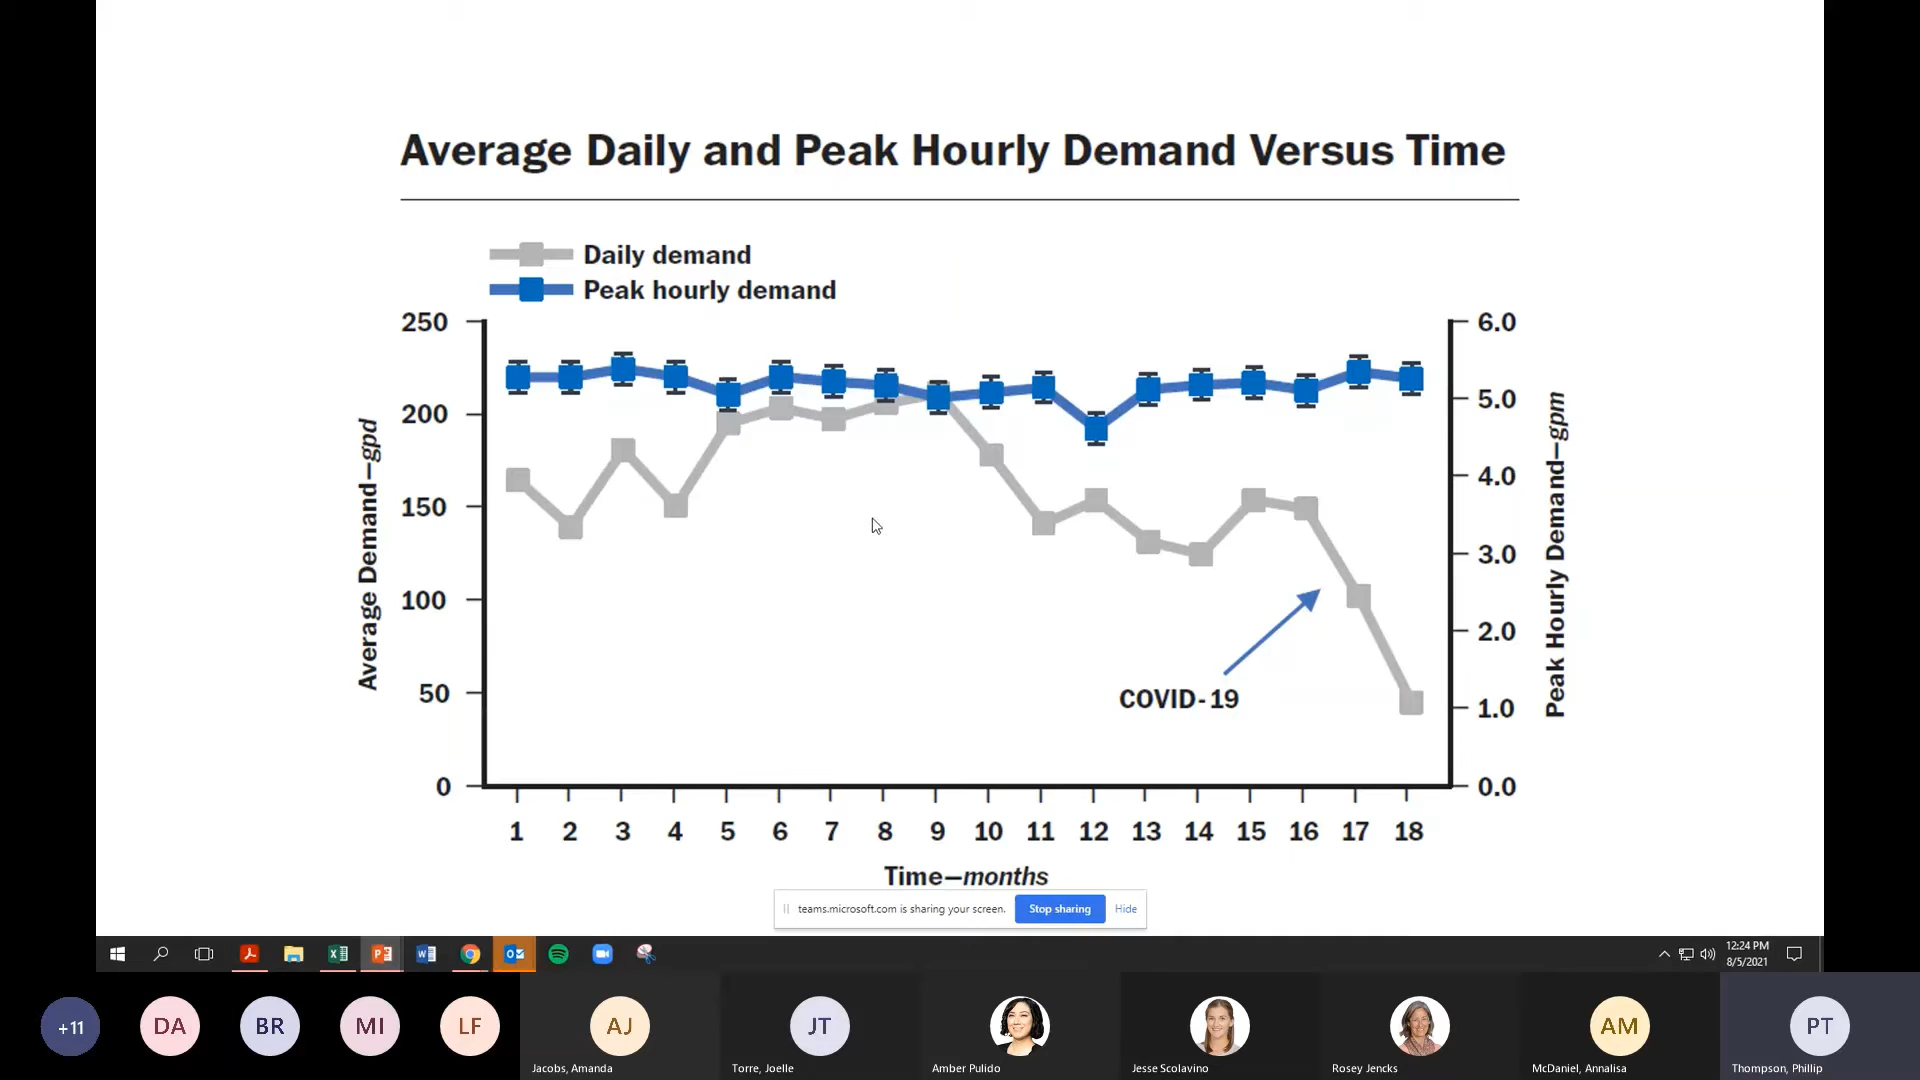 Average Daily and Peak Hourly Demand Versus Time
Daily demand
Peak hourly demand
250
200
150
100
50
0
Average Demand—gpd
6.0
5.0
4.0
3.0
2.0
1.0
0.0
Peak Hourly Demand—gpm
COVID-19
1 2 3 4 5 6 7 8 9 10 11 12 13 14 15 16 17 18
Time—months
teams.microsoft.com is sharing your screen. Stop sharing Hide
12:24 PM
8/5/2021
+11 DA BR MI LF AJ JT AM PT
Jacobs, Amanda Torre, Joelle Amber Pulido Jesse Scolavino Rosey Jencks McDaniel, Annalisa Thompson, Phillip